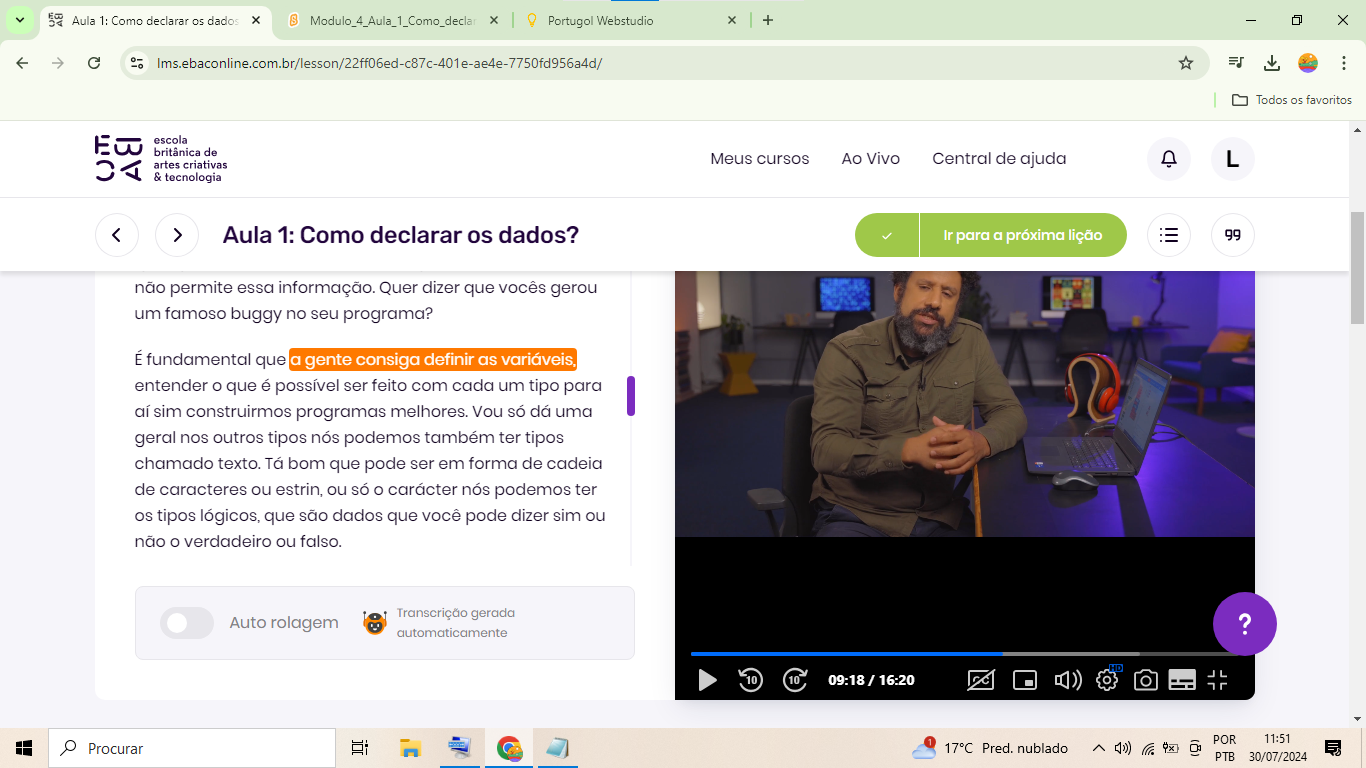 Aula 1: Como declarar os dados
Modulo_4_Aula_1_Como_declar
Portugol Webstudio
lms.ebaconline.com.br/lesson/22ff06ed-c87c-401e-ae4e-7750fd956a4d/
Todos os favoritos
EBAC
escola
britânica de
artes criativas
& tecnologia
Meus cursos
Ao Vivo
Central de ajuda
L
Aula 1: Como declarar os dados?
Ir para a próxima lição
não permite essa informação. Quer dizer que vocês gerou
um famoso buggy no seu programa?
É fundamental que a gente consiga definir as variáveis,
entender o que é possível ser feito com cada um tipo para
aí sim construirmos programas melhores. Vou só dá uma
geral nos outros tipos nós podemos também ter tipos
chamado texto. Tá bom que pode ser em forma de cadeia
de caracteres ou estrin, ou só o carácter nós podemos ter
os tipos lógicos, que são dados que você pode dizer sim ou
não o verdadeiro ou falso.
Auto rolagem
Transcrição gerada
automaticamente
?
10
10
09:18 / 16:20
CC
HD
Procurar
1
17°C Pred. nublado
POR
PTB
11:51
30/07/2024